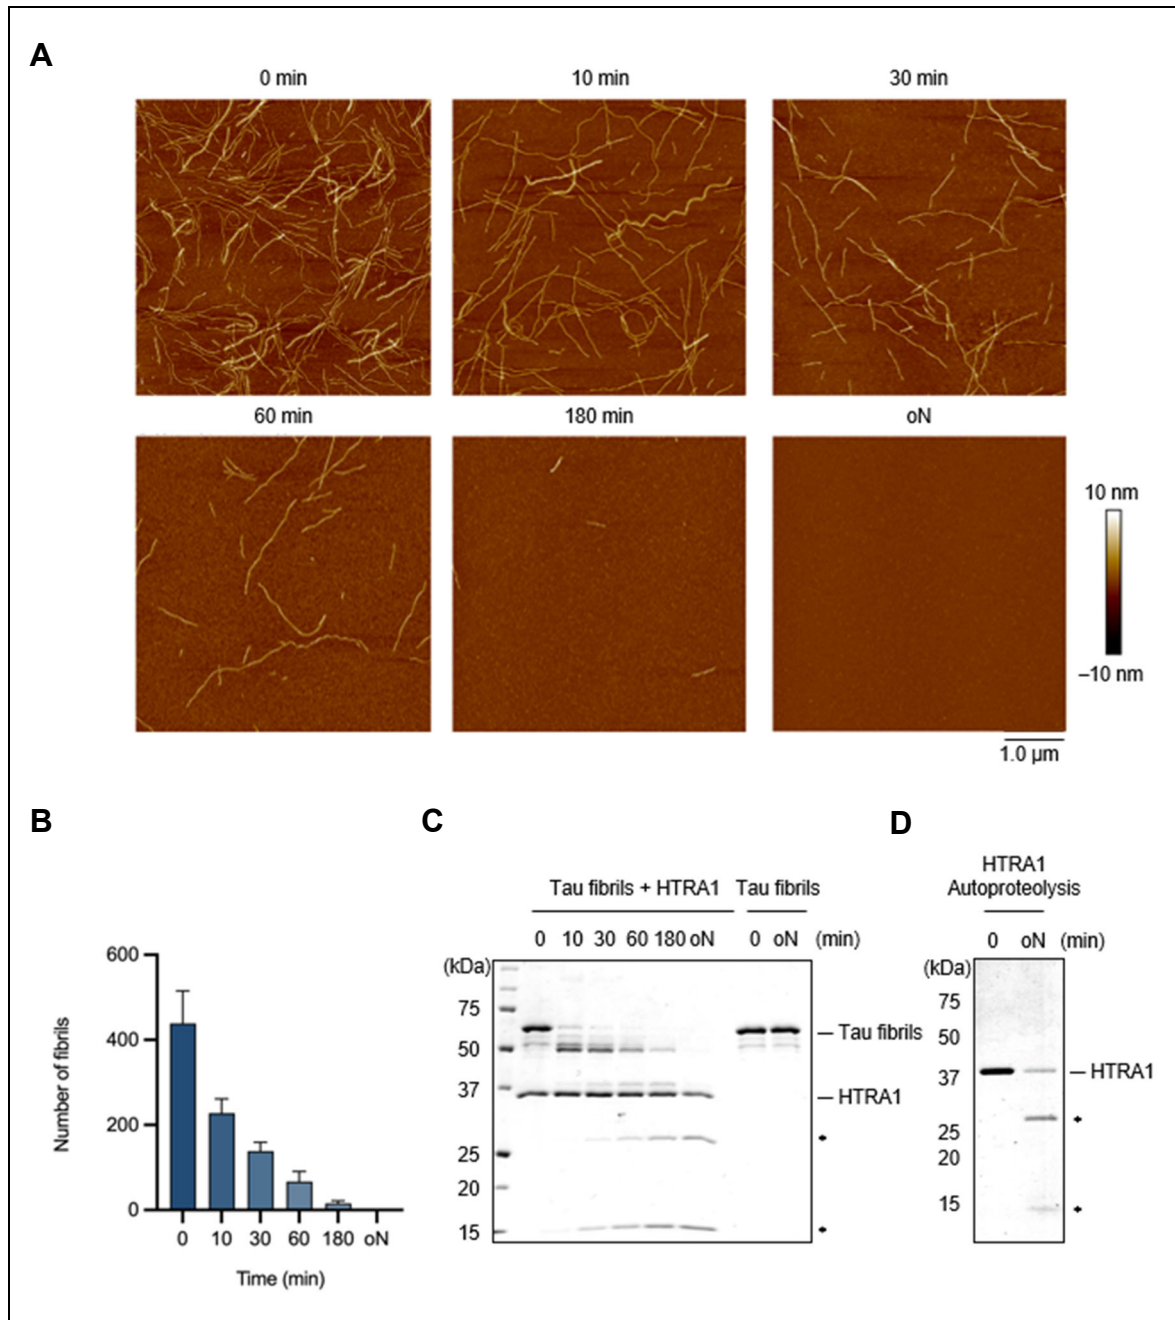 A
0 min
10 min
30 min
60 min
180 min
oN
10 nm
–10 nm
1.0 µm
B
Number of fibrils
600
400
200
0
0 10 30 60 180 oN
Time (min)
C
Tau fibrils + HTRA1 Tau fibrils
0 10 30 60 180 oN 0 oN (min)
(kDa)
75
50
37
25
20
15
Tau fibrils
HTRA1
*
*
D
HTRA1
Autoproteolysis
0 oN (min)
(kDa)
75
50
37
25
20
15
HTRA1
*
*